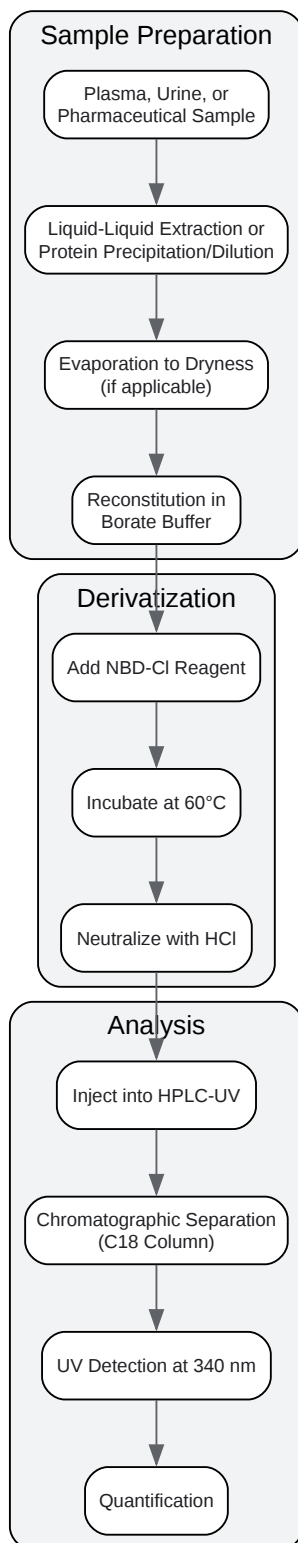 Sample Preparation
Plasma, Urine, or
Pharmaceutical Sample
Liquid-Liquid Extraction or
Protein Precipitation/Dilution
Evaporation to Dryness
(if applicable)
Reconstitution in
Borate Buffer
Derivatization
Add NBD-Cl Reagent
Incubate at 60°C
Neutralize with HCl
Analysis
Inject into HPLC-UV
Chromatographic Separation
(C18 Column)
UV Detection at 340 nm
Quantification